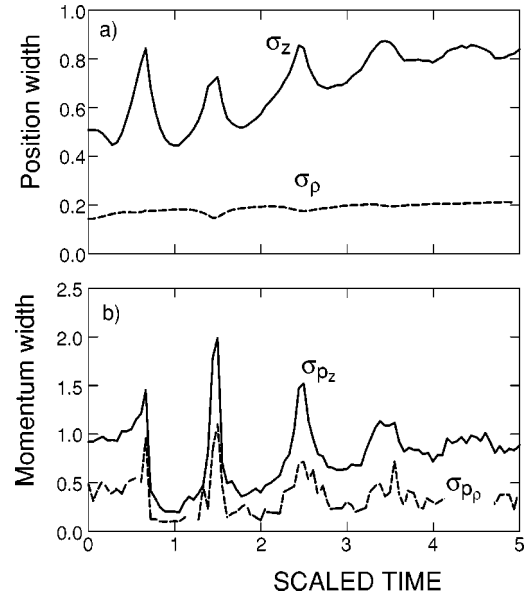 a)
Position width
1.0
0.8
0.6
0.4
0.2
0.0
σz
σρ
b)
Momentum width
2.5
2.0
1.5
1.0
0.5
0.0
σpz
σpρ
0 1 2 3 4 5
SCALED TIME